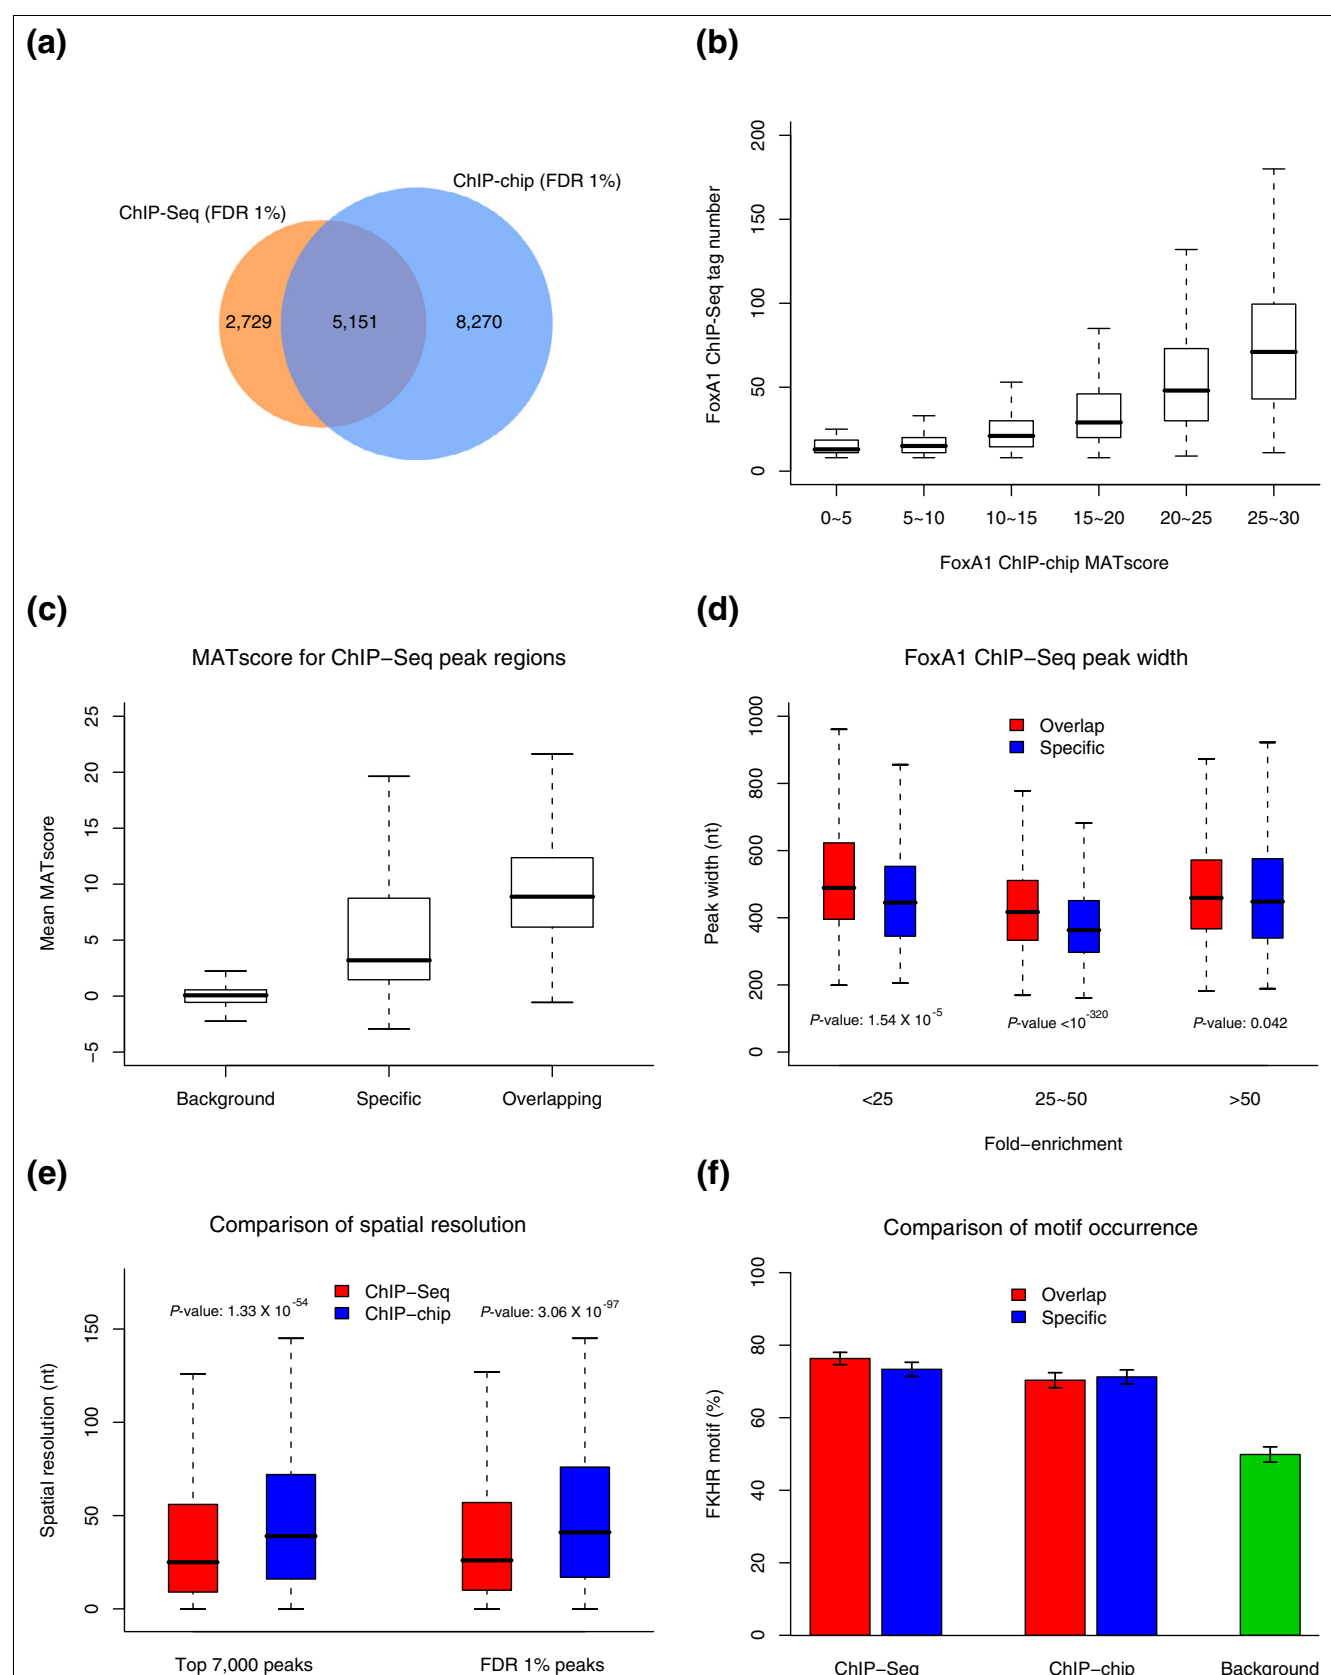 (a)
ChIP-chip (FDR 1%)
ChIP-Seq (FDR 1%)
2,729
5,151
8,270
(b)
FoxA1 ChIP-Seq tag number
200
150
100
50
0
0~5
5~10
10~15
15~20
20~25
25~30
FoxA1 ChIP-chip MATscore
(c)
MATscore for ChIP−Seq peak regions
Mean MATscore
25
20
15
10
5
0
−5
Background
Specific
Overlapping
(d)
FoxA1 ChIP−Seq peak width
Overlap
Specific
Peak width (nt)
1000
800
600
400
200
0
P-value: 1.54 X 10-5
P-value <10-320
P-value: 0.042
<25
25~50
>50
Fold−enrichment
(e)
Comparison of spatial resolution
ChIP−Seq
ChIP−chip
P-value: 1.33 X 10-54
P-value: 3.06 X 10-97
Spatial resolution (nt)
150
100
50
0
Top 7,000 peaks
FDR 1% peaks
(f)
Comparison of motif occurrence
Overlap
Specific
FKHR motif (%)
100
80
60
40
20
0
ChIP−Seq
ChIP−chip
Background